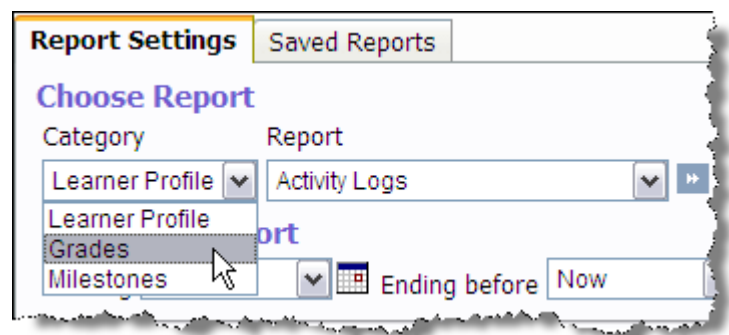 Report Settings Saved Reports
Choose Report
Category Report
Learner Profile Activity Logs
Learner Profile
Grades
Milestones Ending before Now